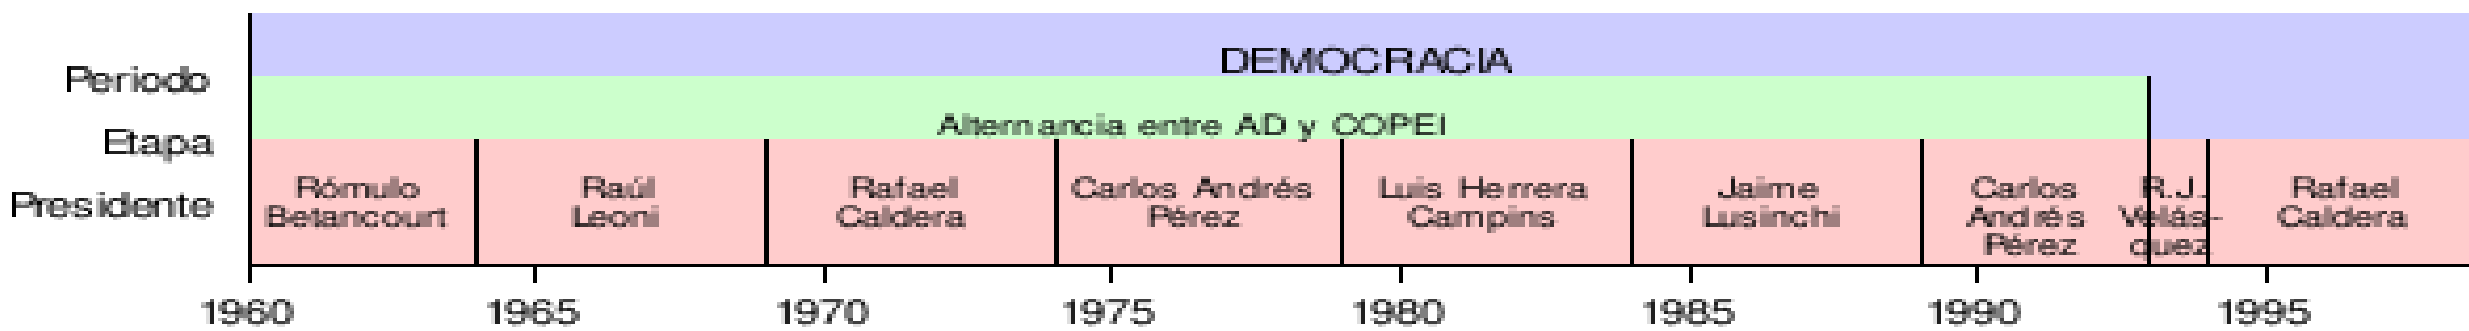 DEMOCRACIA
Periodo
Alternancia entre AD y COPEI
Etapa
Presidente
Rómulo
Betancourt
Raúl
Leoni
Rafael
Caldera
Carlos Andrés
Pérez
Luis Herrera
Campins
Jaime
Lusinchi
Carlos
Andrés
Pérez
R.J.
Velás-
quez
Rafael
Caldera
1960 1965 1970 1975 1980 1985 1990 1995